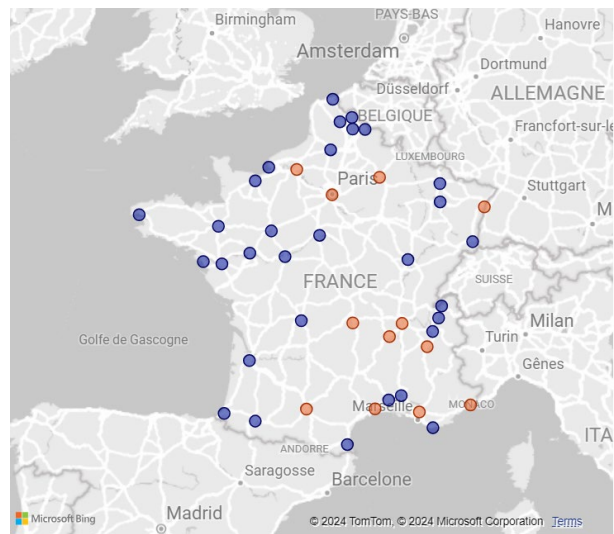 Birmingham
PAYS-BAS
Hanovre
Amsterdam
Dortmund
Düsseldorf
ALLEMAGNE
BELGIQUE
Francfort-sur-le
LUXEMBOURG
Paris
Stuttgart
M
FRANCE
SUISSE
Milan
Golfe de Gascogne
Turin
Gênes
Marseille
MONACO
ITA
ANDORRE
Saragosse
Barcelone
Madrid
Microsoft Bing
© 2024 TomTom, © 2024 Microsoft Corporation Terms